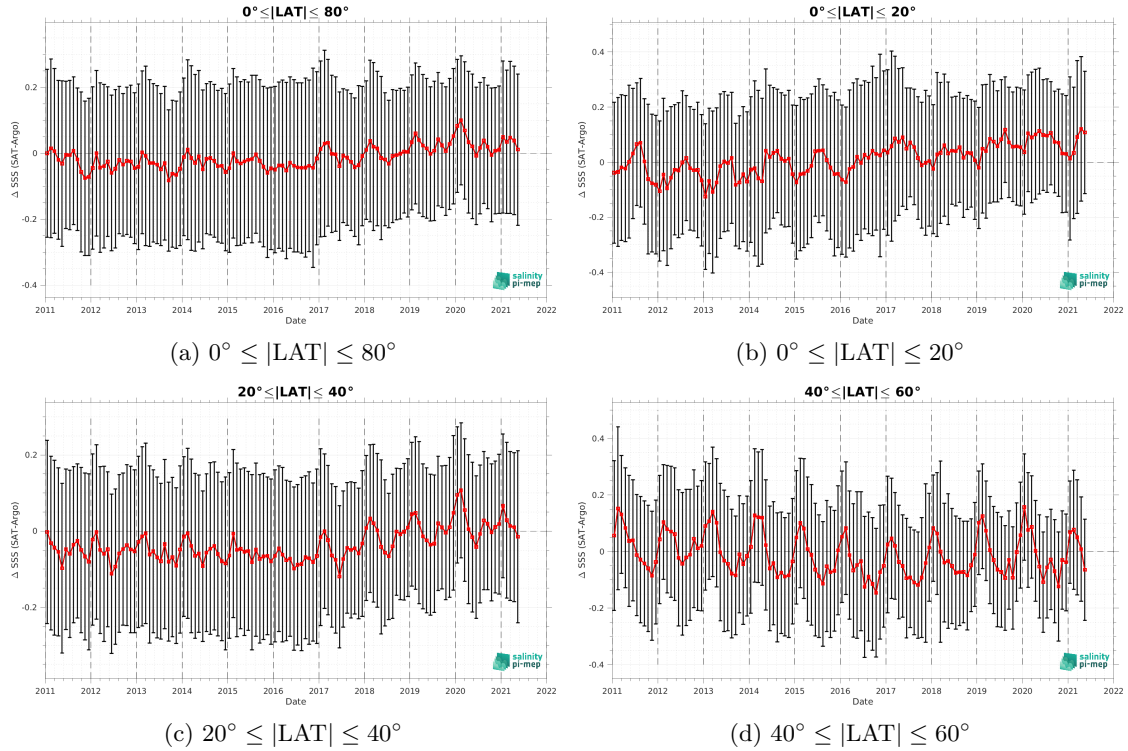 0°≤|LAT|≤ 80°
Δ SSS (SAT-Argo)
0.2
0
-0.2
-0.4
2011 2012 2013 2014 2015 2016 2017 2018 2019 2020 2021 2022
Date
salinity
pi-mep
(a) 0° ≤ |LAT| ≤ 80°
0°≤|LAT|≤ 20°
Δ SSS (SAT-Argo)
0.4
0.2
0
-0.2
-0.4
2011 2012 2013 2014 2015 2016 2017 2018 2019 2020 2021 2022
Date
salinity
pi-mep
(b) 0° ≤ |LAT| ≤ 20°
20°≤|LAT|≤ 40°
Δ SSS (SAT-Argo)
0.2
0
-0.2
2011 2012 2013 2014 2015 2016 2017 2018 2019 2020 2021 2022
Date
salinity
pi-mep
(c) 20° ≤ |LAT| ≤ 40°
40°≤|LAT|≤ 60°
Δ SSS (SAT-Argo)
0.4
0.2
0
-0.2
-0.4
2011 2012 2013 2014 2015 2016 2017 2018 2019 2020 2021 2022
Date
salinity
pi-mep
(d) 40° ≤ |LAT| ≤ 60°